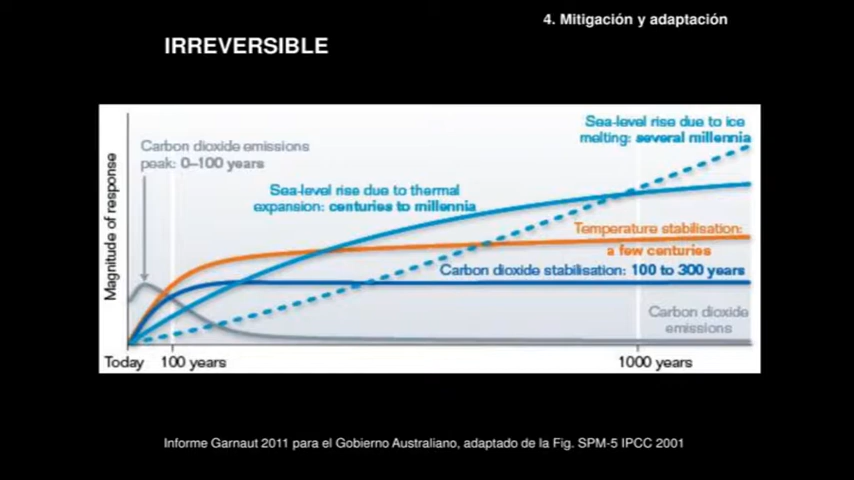 4. Mitigación y adaptación
IRREVERSIBLE
Sea-level rise due to ice
melting: several millennia
Carbon dioxide emissions
peak: 0–100 years
Sea-level rise due to thermal
expansion: centuries to millennia
Magnitude of response
Temperature stabilisation:
a few centuries
Carbon dioxide stabilisation: 100 to 300 years
Carbon dioxide
emissions
Today
100 years
1000 years
Informe Garnaut 2011 para el Gobierno Australiano, adaptado de la Fig. SPM-5 IPCC 2001